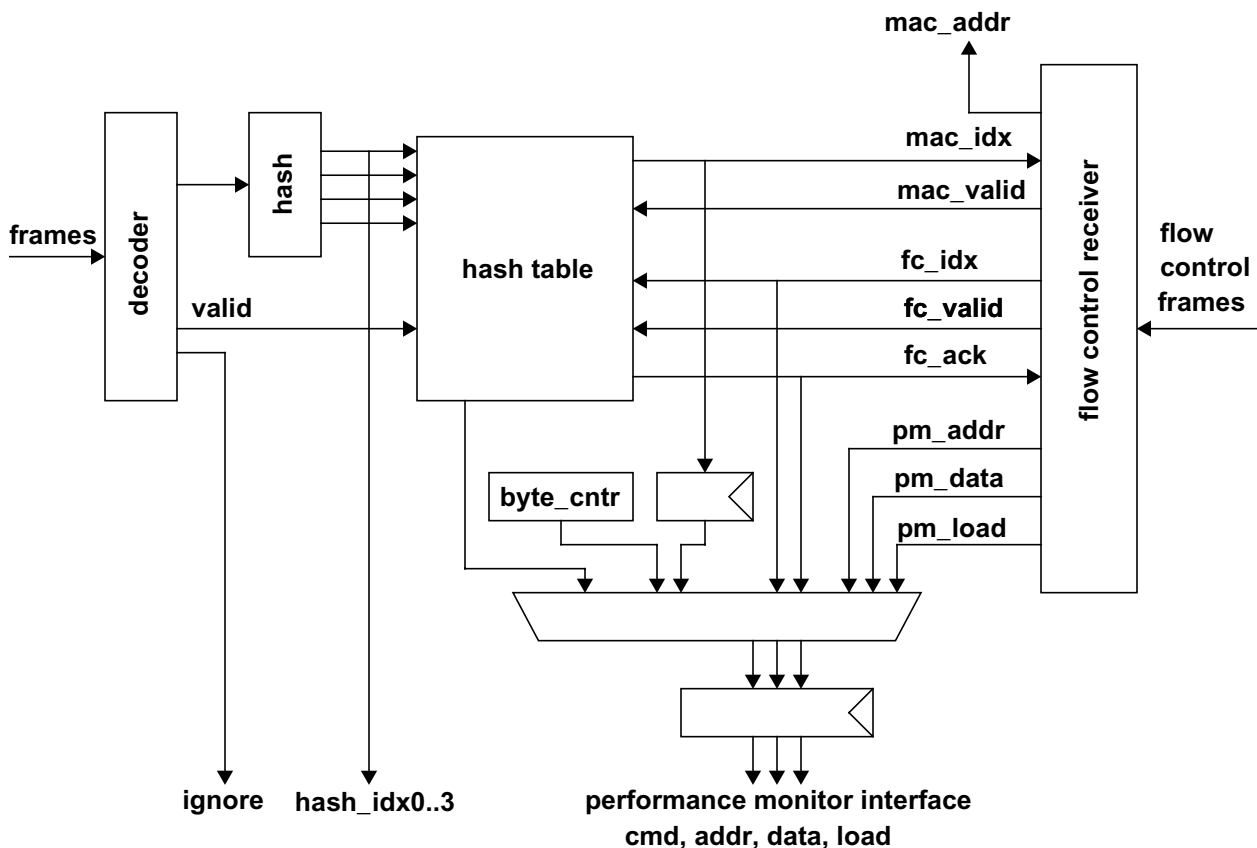 mac_addr
mac_idx
mac_valid
frames
decoder
hash
hash table
flow control receiver
flow
control
frames
fc_idx
valid
fc_valid
fc_ack
pm_addr
byte_cntr
pm_data
pm_load
ignore
hash_idx0..3
performance monitor interface
cmd, addr, data, load